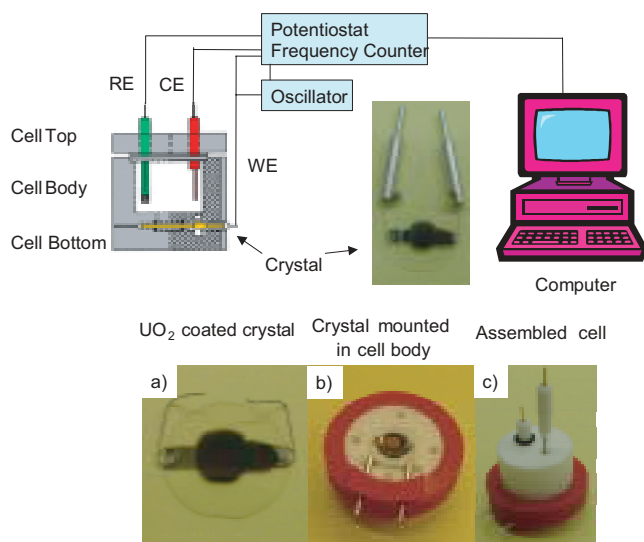 Potentiostat
Frequency Counter
RE
CE
Oscillator
Cell Top
WE
Cell Body
Cell Bottom
Crystal
Computer
UO₂ coated crystal
Crystal mounted
in cell body
Assembled cell
a)
b)
c)